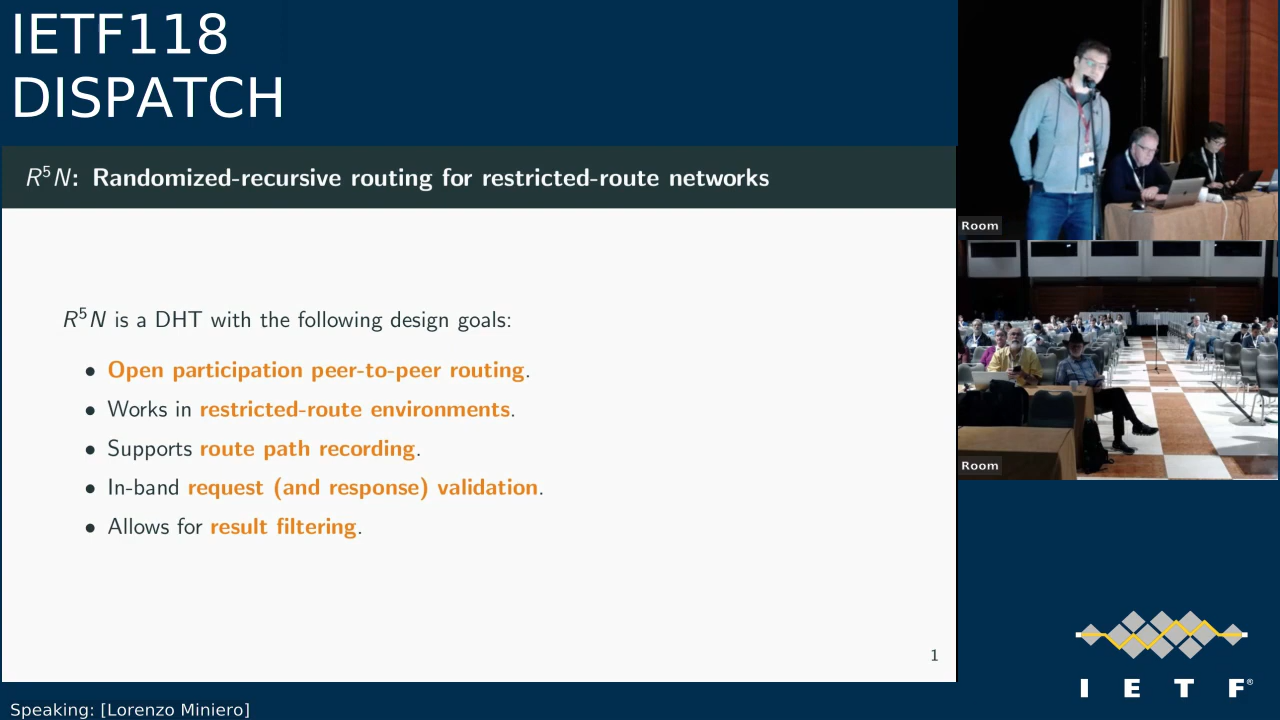 IETF118
DISPATCH
R⁵N: Randomized-recursive routing for restricted-route networks
R⁵N is a DHT with the following design goals:
• Open participation peer-to-peer routing.
• Works in restricted-route environments.
• Supports route path recording.
• In-band request (and response) validation.
• Allows for result filtering.
1
Room
Room
I E T F®
Speaking: [Lorenzo Miniero]